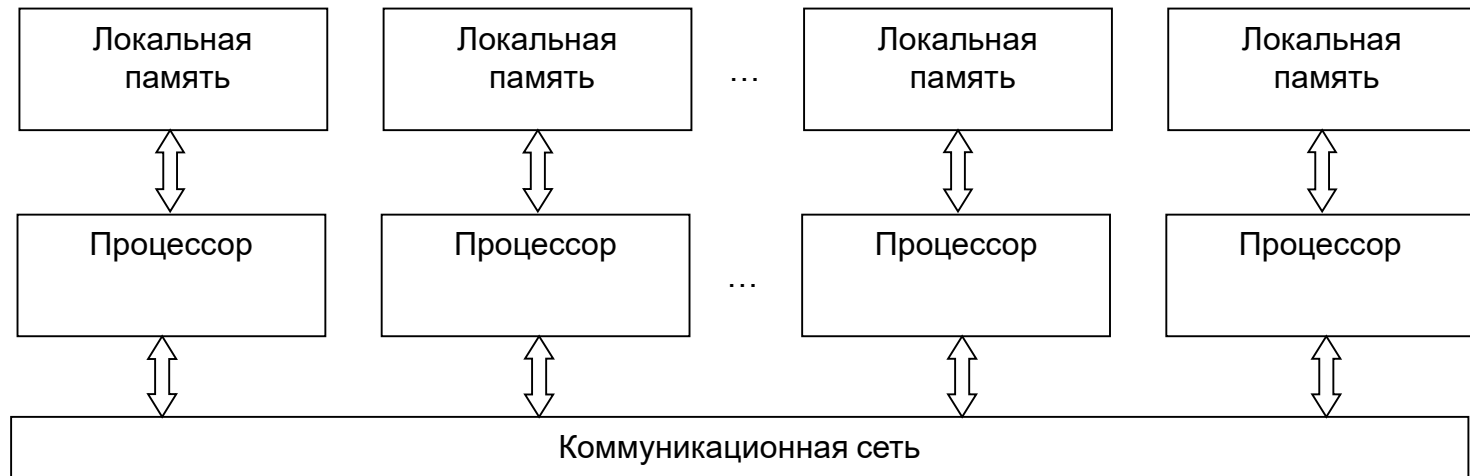 Локальная
память
Локальная
память
…
Локальная
память
Локальная
память
Процессор
Процессор
…
Процессор
Процессор
Коммуникационная сеть